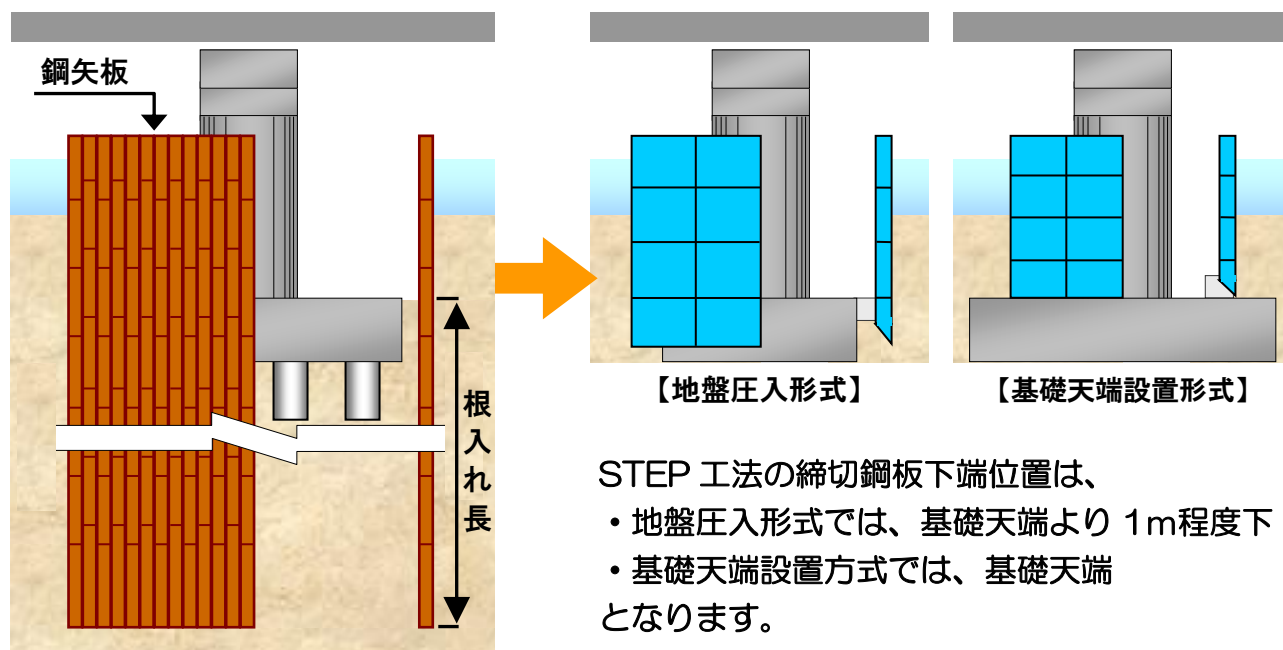 鋼矢板
根入れ長
【地盤圧入形式】
【基礎天端設置形式】
STEP 工法の締切鋼板下端位置は、
・地盤圧入形式では、基礎天端より 1m程度下
・基礎天端設置方式では、基礎天端
となります。